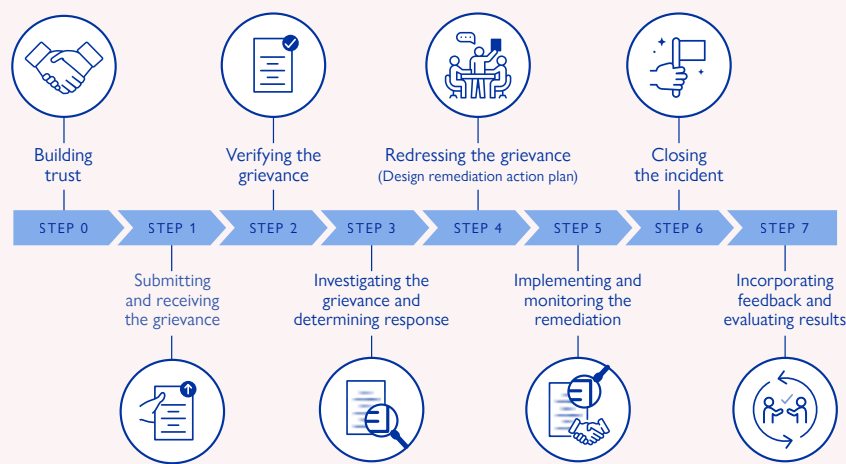 Building
trust
Verifying the
grievance
Redressing the grievance
(Design remediation action plan)
Closing
the incident
STEP 0
STEP 1
STEP 2
STEP 3
STEP 4
STEP 5
STEP 6
STEP 7
Submitting
and receiving
the grievance
Investigating the
grievance and
determining response
Implementing and
monitoring the
remediation
Incorporating
feedback and
evaluating results